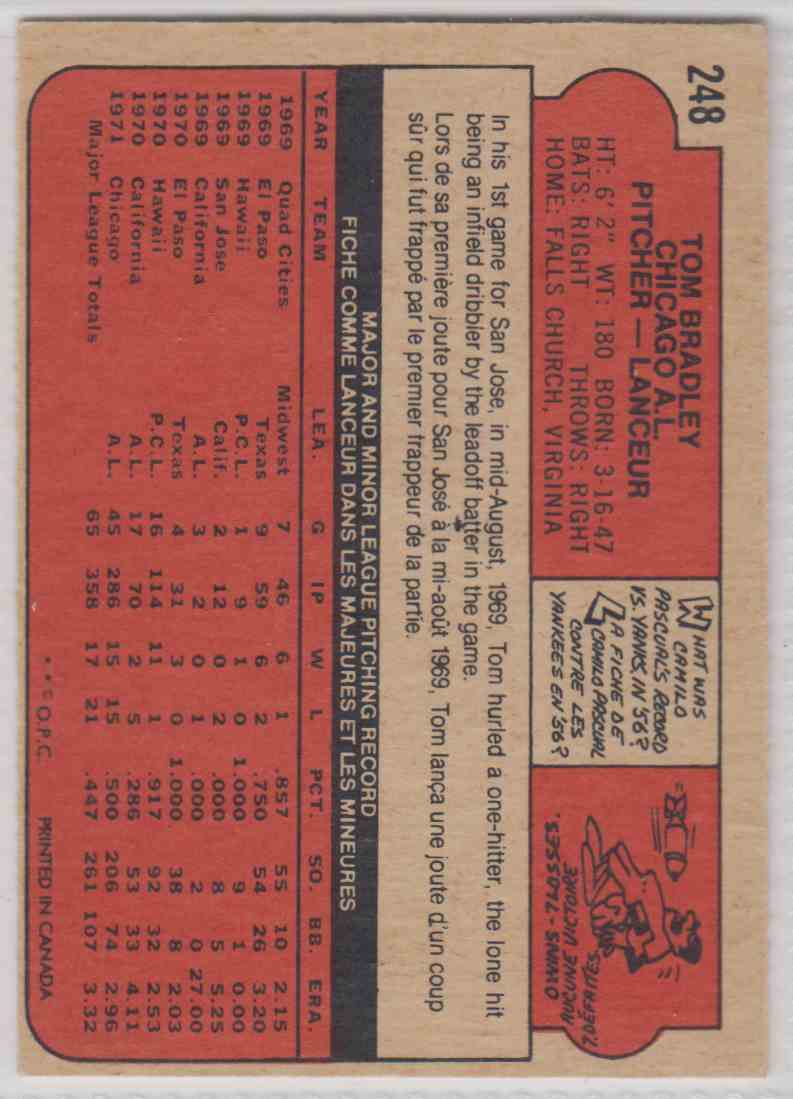 248
TOM BRADLEY
CHICAGO A.L.
PITCHER — LANCEUR
HT: 6' 2" WT: 180 BORN: 3-16-47
BATS: RIGHT THROWS: RIGHT
HOME: FALLS CHURCH, VIRGINIA
WHAT WAS
CAMILO
PASCUAL'S RECORD
VS. YANKS, IN '56?
LA FICHE DE
CAMILO PASCUAL
CONTRE LES
YANKEES EN '56?
0 WINS-7 LOSSES.
AUCUNE VICTOIRE
7 DEFAITES
In his 1st game for San Jose, in mid-August, 1969, Tom hurled a one-hitter, the lone hit
being an infield dribbler by the leadoff batter in the game.
Lors de sa première joute pour San José à la mi-août 1969, Tom lança une joute d'un coup
sûr qui fut frappé par le premier frappeur de la partie.
MAJOR AND MINOR LEAGUE PITCHING RECORD
FICHE COMME LANCEUR DANS LES MAJEURES ET LES MINEURES
YEAR TEAM LEA. G IP W L PCT. SO. BB. ERA.
1969 Quad Cities Midwest 7 46 6 1 .857 55 10 2.15
1969 El Paso Texas 9 59 6 2 .750 54 26 3.20
1969 Hawaii P.C.L. 1 9 1 0 1.000 9 1 0.00
1969 San Jose Calif. 2 12 0 2 .000 8 5 5.25
1969 California A.L. 3 2 0 1 .000 2 0 27.00
1970 El Paso Texas 4 31 3 0 1.000 38 8 2.03
1970 Hawaii P.C.L. 16 114 11 1 .917 92 32 2.53
1970 California A.L. 17 70 2 5 .286 53 33 4.11
1971 Chicago A.L. 45 286 15 15 .500 206 74 2.96
Major League Totals 65 358 17 21 .447 261 107 3.32
* * © O.P.C. PRINTED IN CANADA